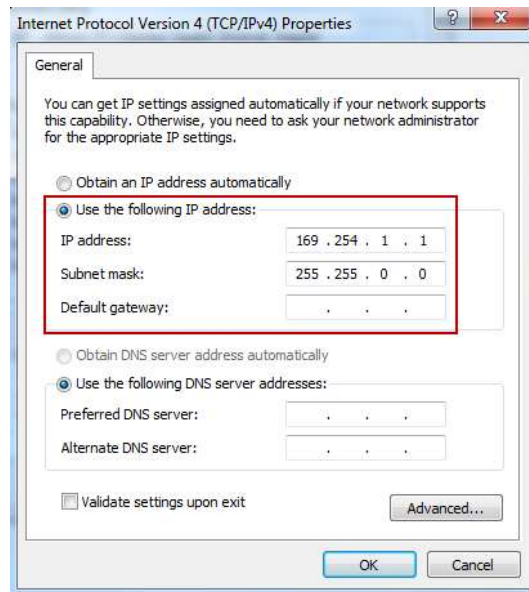 Internet Protocol Version 4 (TCP/IPv4) Properties
General
You can get IP settings assigned automatically if your network supports
this capability. Otherwise, you need to ask your network administrator
for the appropriate IP settings.
Obtain an IP address automatically
Use the following IP address:
IP address: 169 . 254 . 1 . 1
Subnet mask: 255 . 255 . 0 . 0
Default gateway: . . .
Obtain DNS server address automatically
Use the following DNS server addresses:
Preferred DNS server: . . .
Alternate DNS server: . . .
Validate settings upon exit
Advanced...
OK Cancel